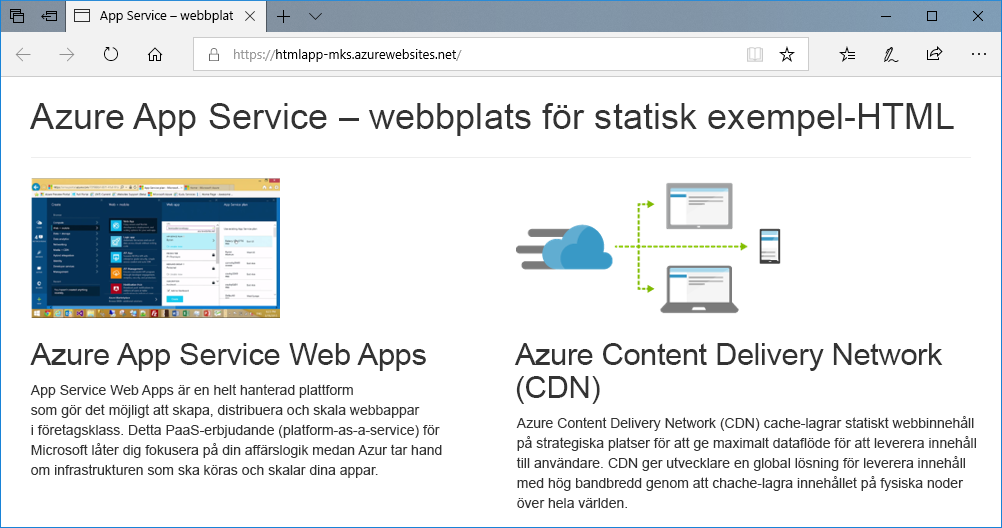 App Service – webbplat
https://htmlapp-mks.azurewebsites.net/
Azure App Service – webbplats för statisk exempel-HTML
Azure App Service Web Apps
App Service Web Apps är en helt hanterad plattform
som gör det möjligt att skapa, distribuera och skala webbappar
i företagsklass. Detta PaaS-erbjudande (platform-as-a-service) för
Microsoft låter dig fokusera på din affärslogik medan Azur tar hand
om infrastrukturen som ska köras och skalar dina appar.
Azure Content Delivery Network
(CDN)
Azure Content Delivery Network (CDN) cache-lagrar statiskt webbinnehåll
på strategiska platser för att ge maximalt dataflöde för att leverera innehåll
till användare. CDN ger utvecklare en global lösning för leverera innehåll
med hög bandbredd genom att chache-lagra innehållet på fysiska noder
över hela världen.